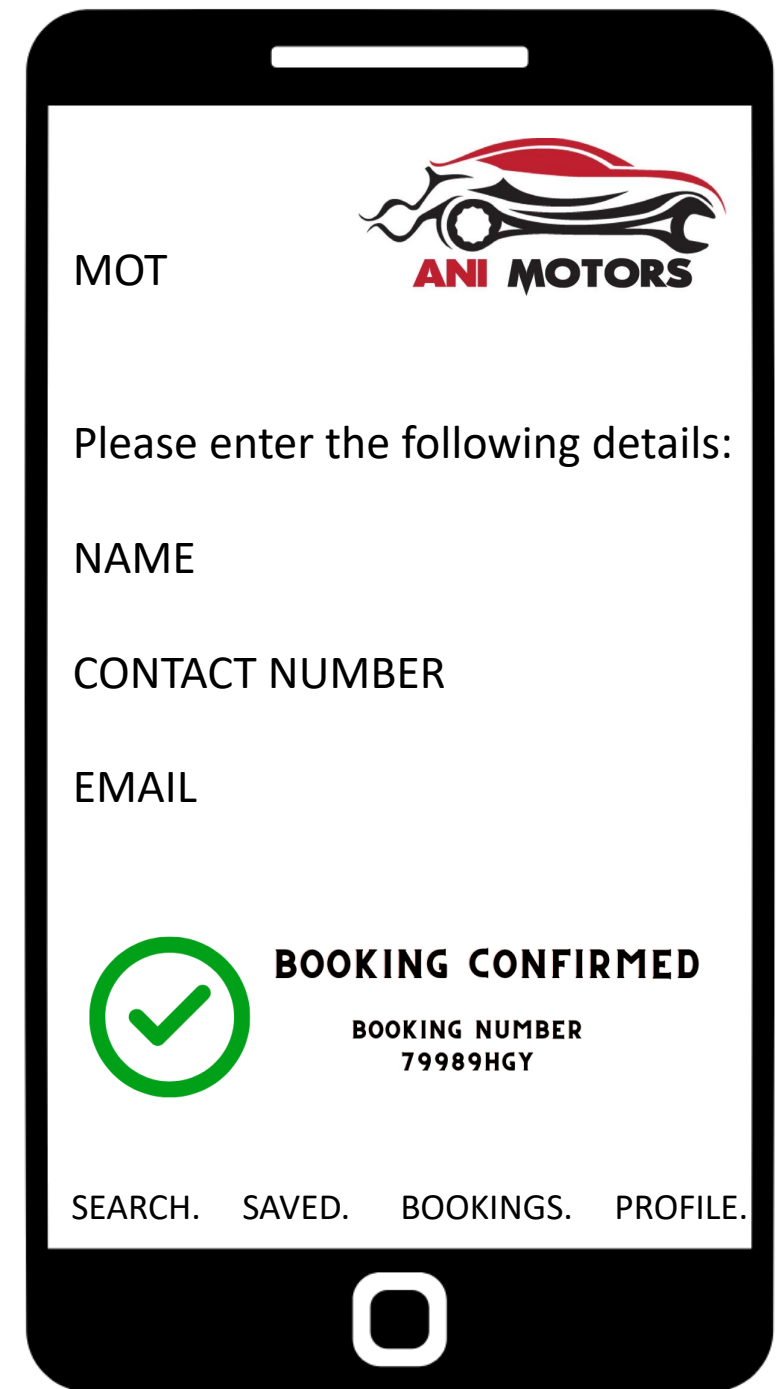 ANI MOTORS
MOT
Please enter the following details:
NAME
CONTACT NUMBER
EMAIL
BOOKING CONFIRMED
BOOKING NUMBER
79989HGY
SEARCH. SAVED. BOOKINGS. PROFILE.